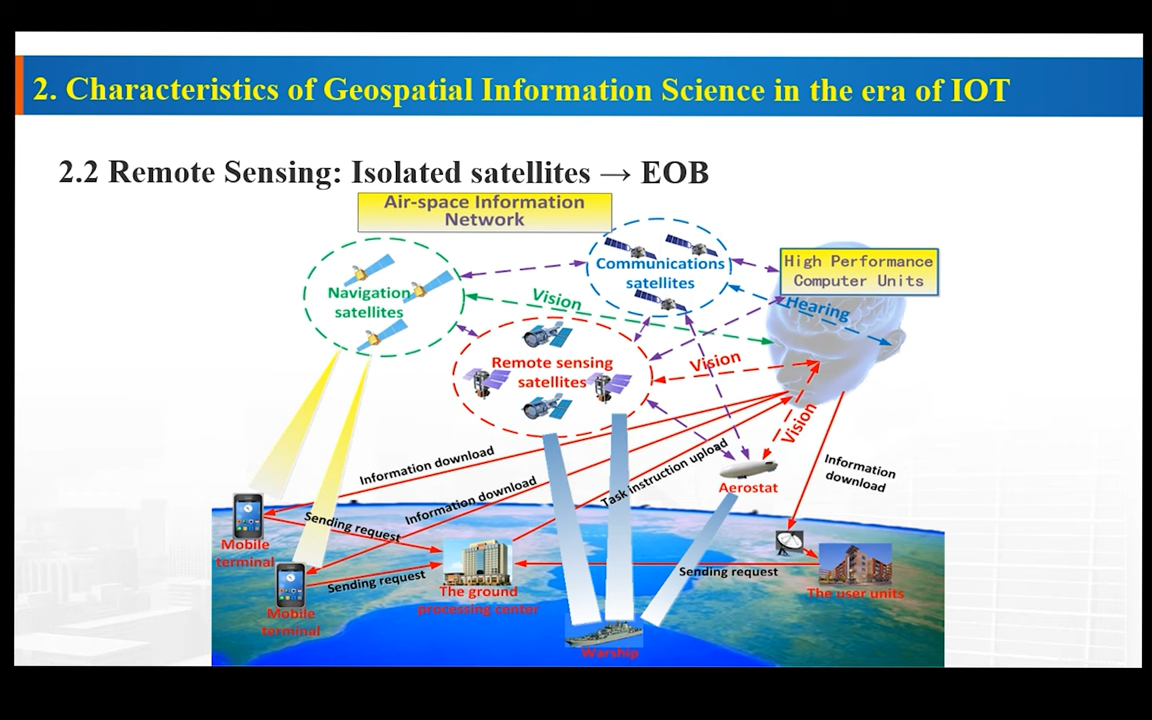 2. Characteristics of Geospatial Information Science in the era of IOT
2.2 Remote Sensing: Isolated satellites → EOB
Air-space Information
Network
Communications
satellites
High Performance
Computer Units
Navigation
satellites
Vision
Hearing
Remote sensing
satellites
Vision
Vision
Information download
Information download
Task instruction upload
Aerostat
Information
download
Sending request
Mobile
terminal
Sending request
The ground
processing center
Sending request
The user units
Mobile
terminal
Warship